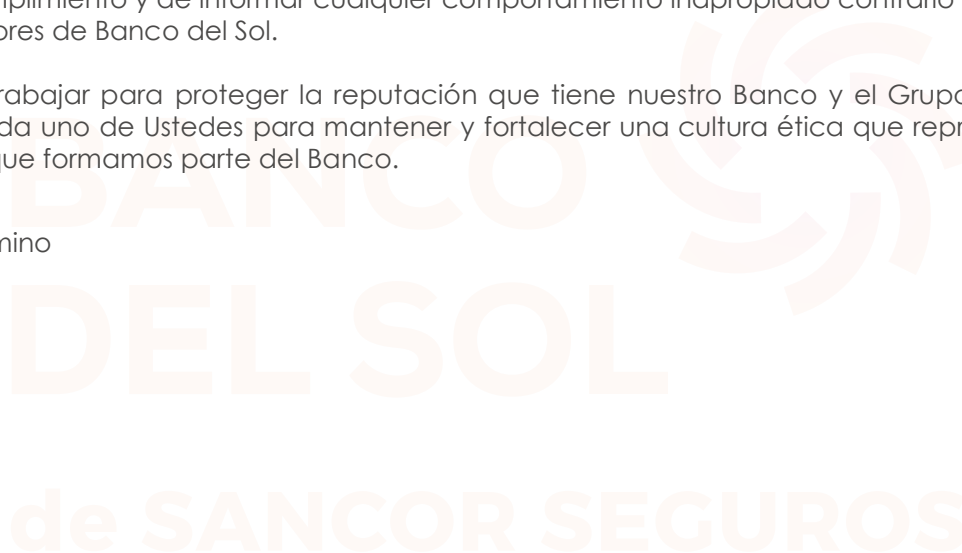 mplimiento y de informar cualquier comportamiento inapropiado contrario
ores de Banco del Sol.
rabajar para proteger la reputación que tiene nuestro Banco y el Grupo
da uno de Ustedes para mantener y fortalecer una cultura ética que repr
que formamos parte del Banco.
BANCO
mino
DEL SOL
de SANCOR SEGUROS